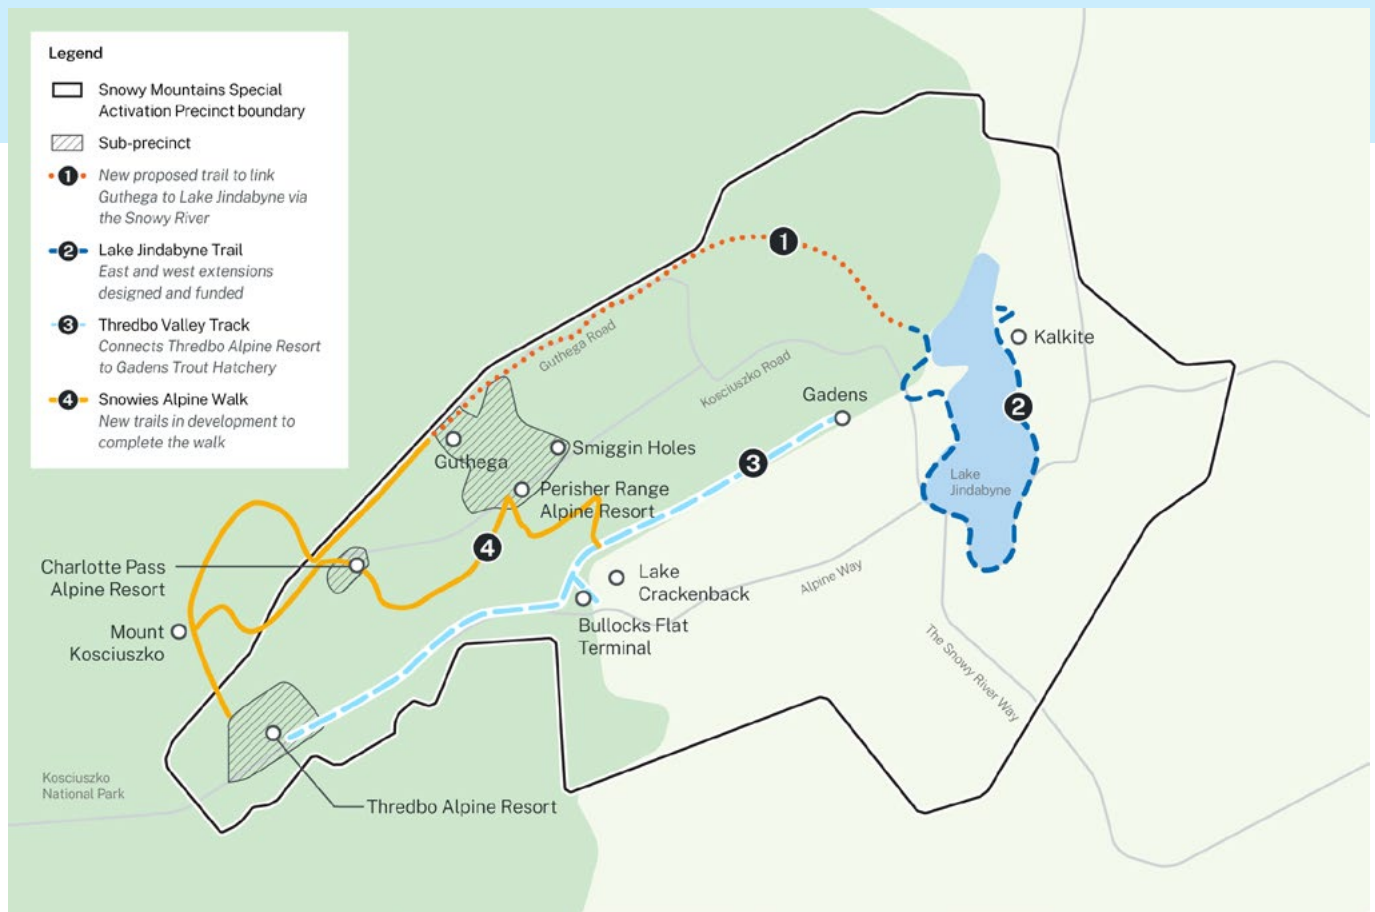 Legend
Snowy Mountains Special
Activation Precinct boundary
Sub-precinct
1
New proposed trail to link
Guthega to Lake Jindabyne via
the Snowy River
2
Lake Jindabyne Trail
East and west extensions
designed and funded
3
Thredbo Valley Track
Connects Thredbo Alpine Resort
to Gadens Trout Hatchery
4
Snowies Alpine Walk
New trails in development to
complete the walk
1
Guthega Road
Kosciuszko Road
Kalkite
Gadens
2
Guthega
Smiggin Holes
3
Perisher Range
Alpine Resort
Lake
Jindabyne
4
Charlotte Pass
Alpine Resort
Lake
Crackenback
Alpine Way
Mount
Kosciuszko
Bullocks Flat
Terminal
The Snowy River Way
Kosciuszko
National Park
Thredbo Alpine Resort